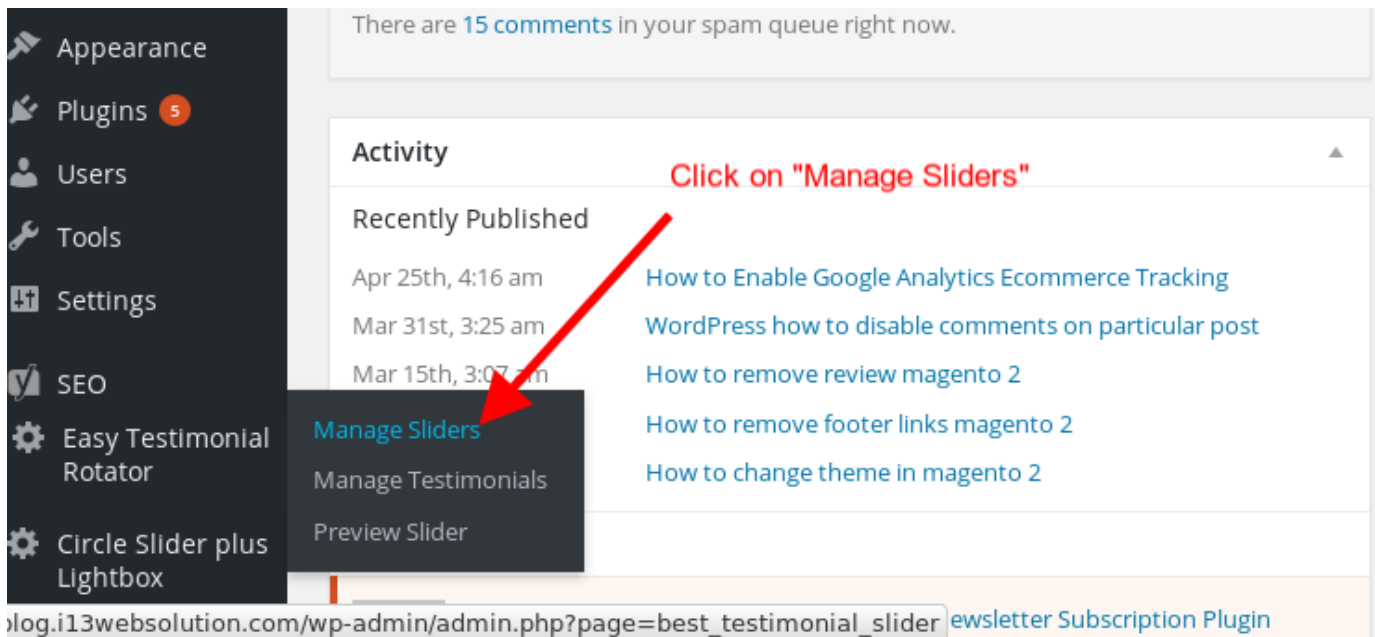 There are 15 comments in your spam queue right now.
Appearance
Plugins 5
Users
Tools
Settings
SEO
Easy Testimonial
Rotator
Circle Slider plus
Lightbox
Manage Sliders
Manage Testimonials
Preview Slider
Activity
Click on "Manage Sliders"
Recently Published
Apr 25th, 4:16 am How to Enable Google Analytics Ecommerce Tracking
Mar 31st, 3:25 am WordPress how to disable comments on particular post
Mar 15th, 3:07 am How to remove review magento 2
How to remove footer links magento 2
How to change theme in magento 2
ewsletter Subscription Plugin
blog.i13websolution.com/wp-admin/admin.php?page=best_testimonial_slider